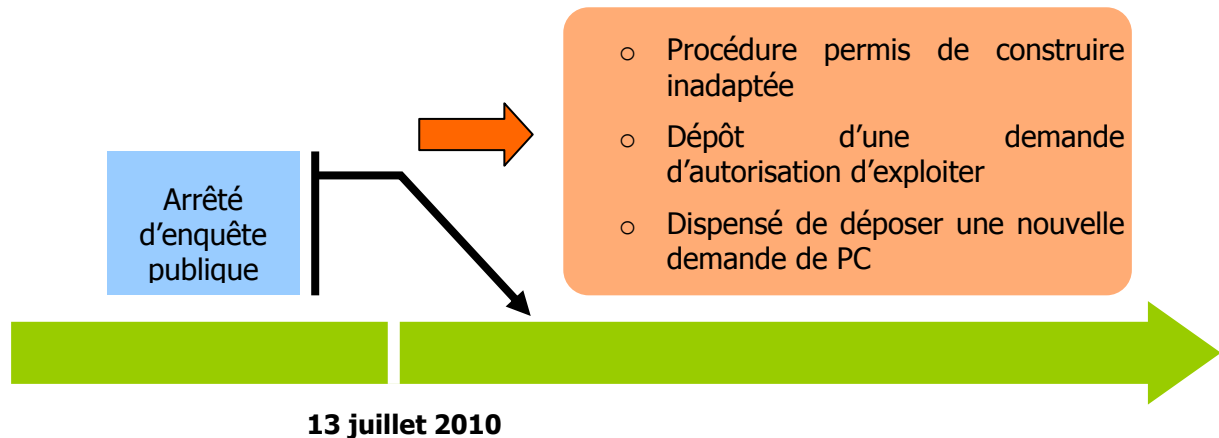 o Procédure permis de construire
inadaptée
o Dépôt d'une demande
d'autorisation d'exploiter
o Dispensé de déposer une nouvelle
demande de PC
Arrêté
d'enquête
publique
13 juillet 2010